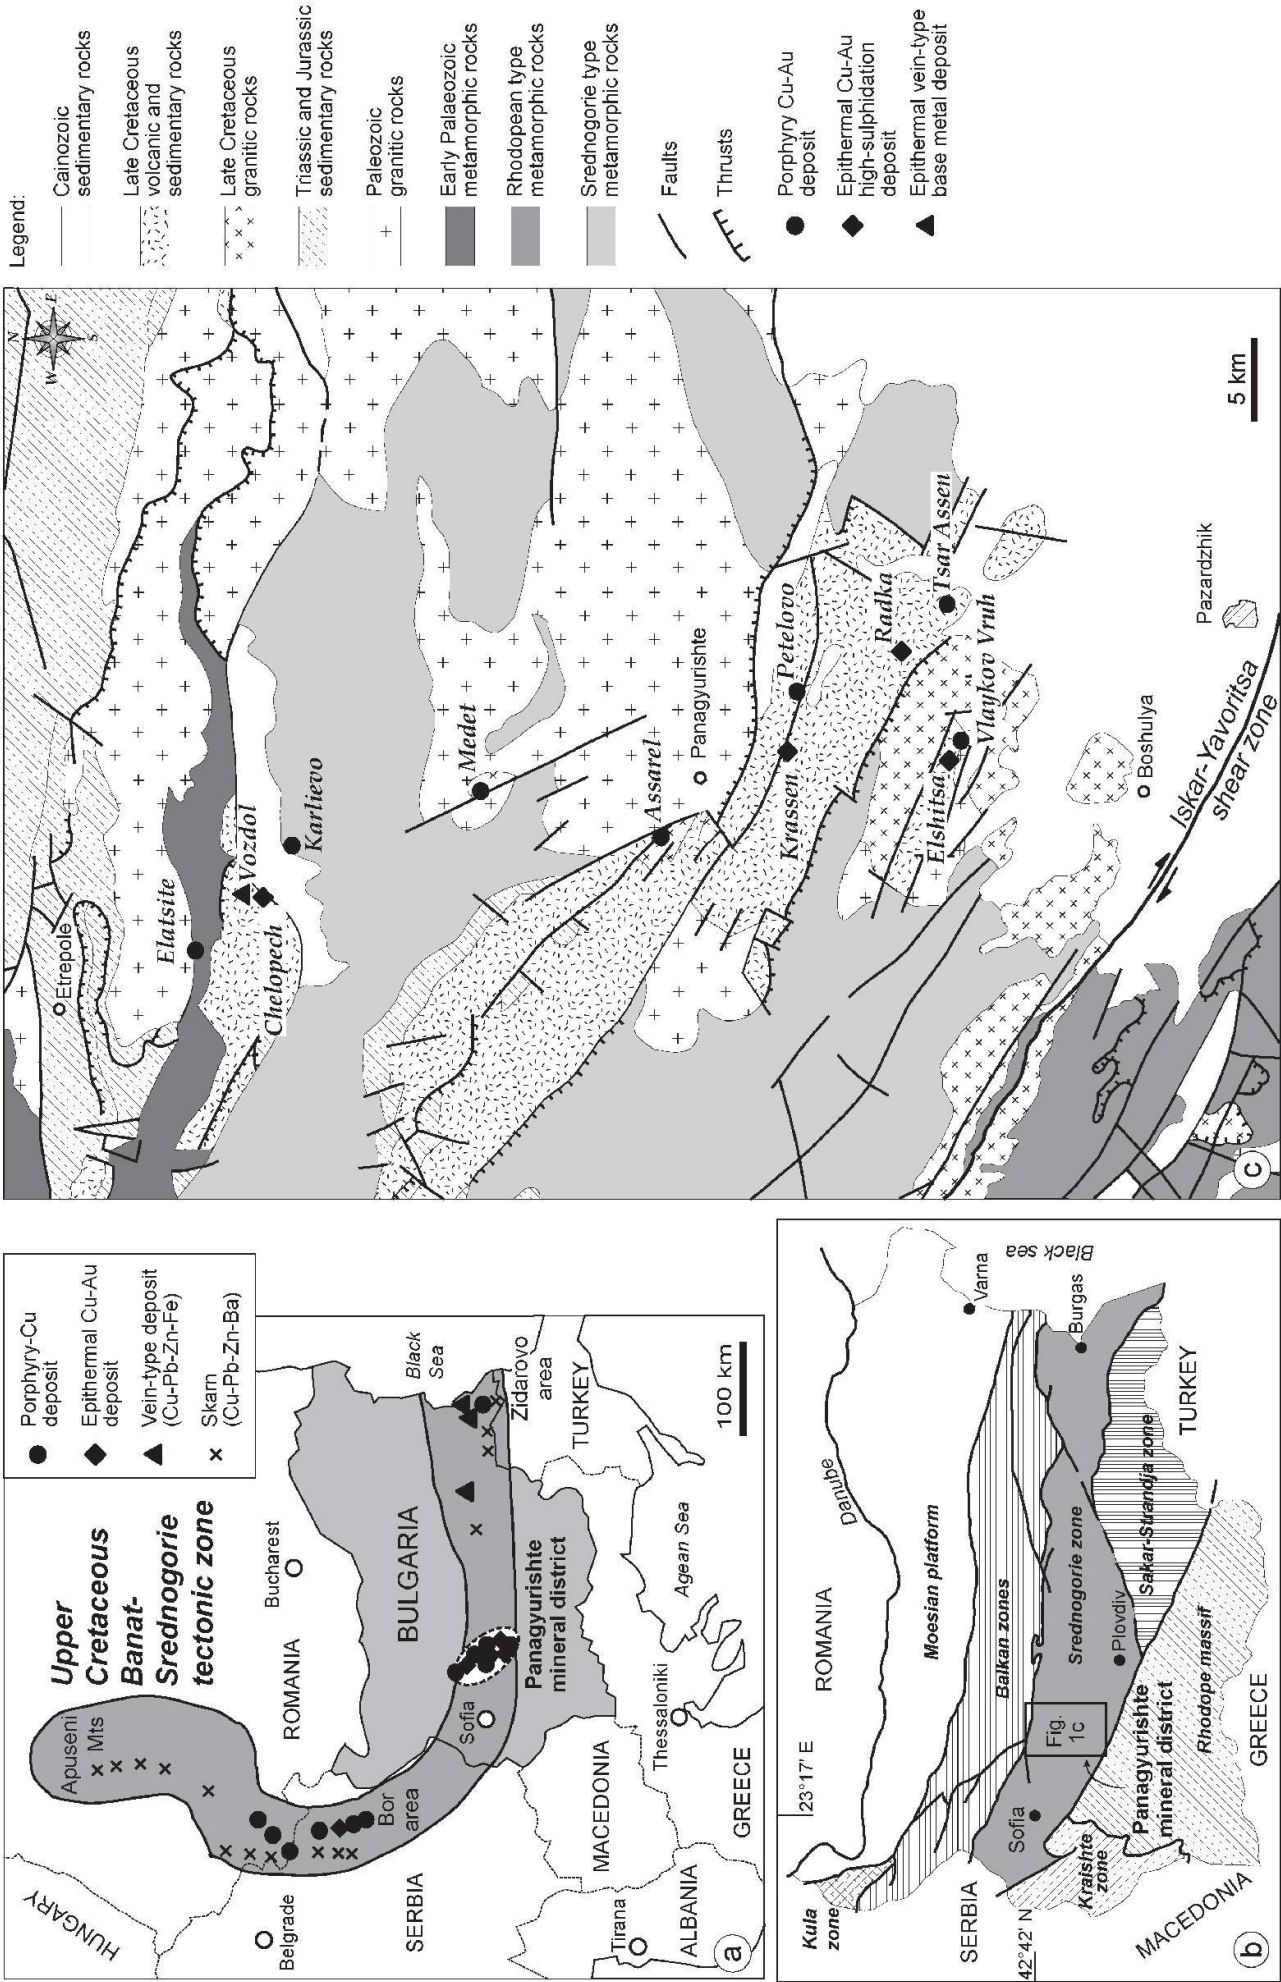 Upper
Cretaceous
Banat-
Srednogorie
tectonic zone
Porphyry-Cu
deposit
Epithermal Cu-Au
deposit
Vein-type deposit
(Cu-Pb-Zn-Fe)
Skarn
(Cu-Pb-Zn-Ba)
HUNGARY
Apuseni
Mts
ROMANIA
Bucharest
Belgrade
SERBIA
Bor
area
BULGARIA
Sofia
Black
Sea
Panagyurishte
mineral district
Zidarovo
area
TURKEY
MACEDONIA
Thessaloniki
Agean Sea
Tirana
ALBANIA
GREECE
100 km
a
Kula
zone
ROMANIA
Danube
23°17' E
Moesian platform
Varna
Black sea
Balkan zones
SERBIA
Sofia
Fig.
1c
Srednogorie zone
Burgas
42°42' N
Plovdiv
Kraishte
zone
Panagyurishte
mineral district
Sakar-Strandja zone
TURKEY
Rhodope massif
MACEDONIA
GREECE
b
N
W
E
S
Etrepole
Elatsite
Vozdol
Chelopech
Karlievo
Medet
Assarel
Panagyurishte
Krassen
Petelovo
Radka
Elshitsa
Vlaykov Vruh
Tsar Assen
Boshulya
Pazardzhik
Iskar-Yavoritsa
shear zone
5 km
c
Legend:
Cainozoic
sedimentary rocks
Late Cretaceous
volcanic and
sedimentary rocks
Late Cretaceous
granitic rocks
Triassic and Jurassic
sedimentary rocks
Paleozoic
granitic rocks
Early Palaeozoic
metamorphic rocks
Rhodopean type
metamorphic rocks
Srednogorie type
metamorphic rocks
Faults
Thrusts
Porphyry Cu-Au
deposit
Epithermal Cu-Au
high-sulphidation
deposit
Epithermal vein-type
base metal deposit